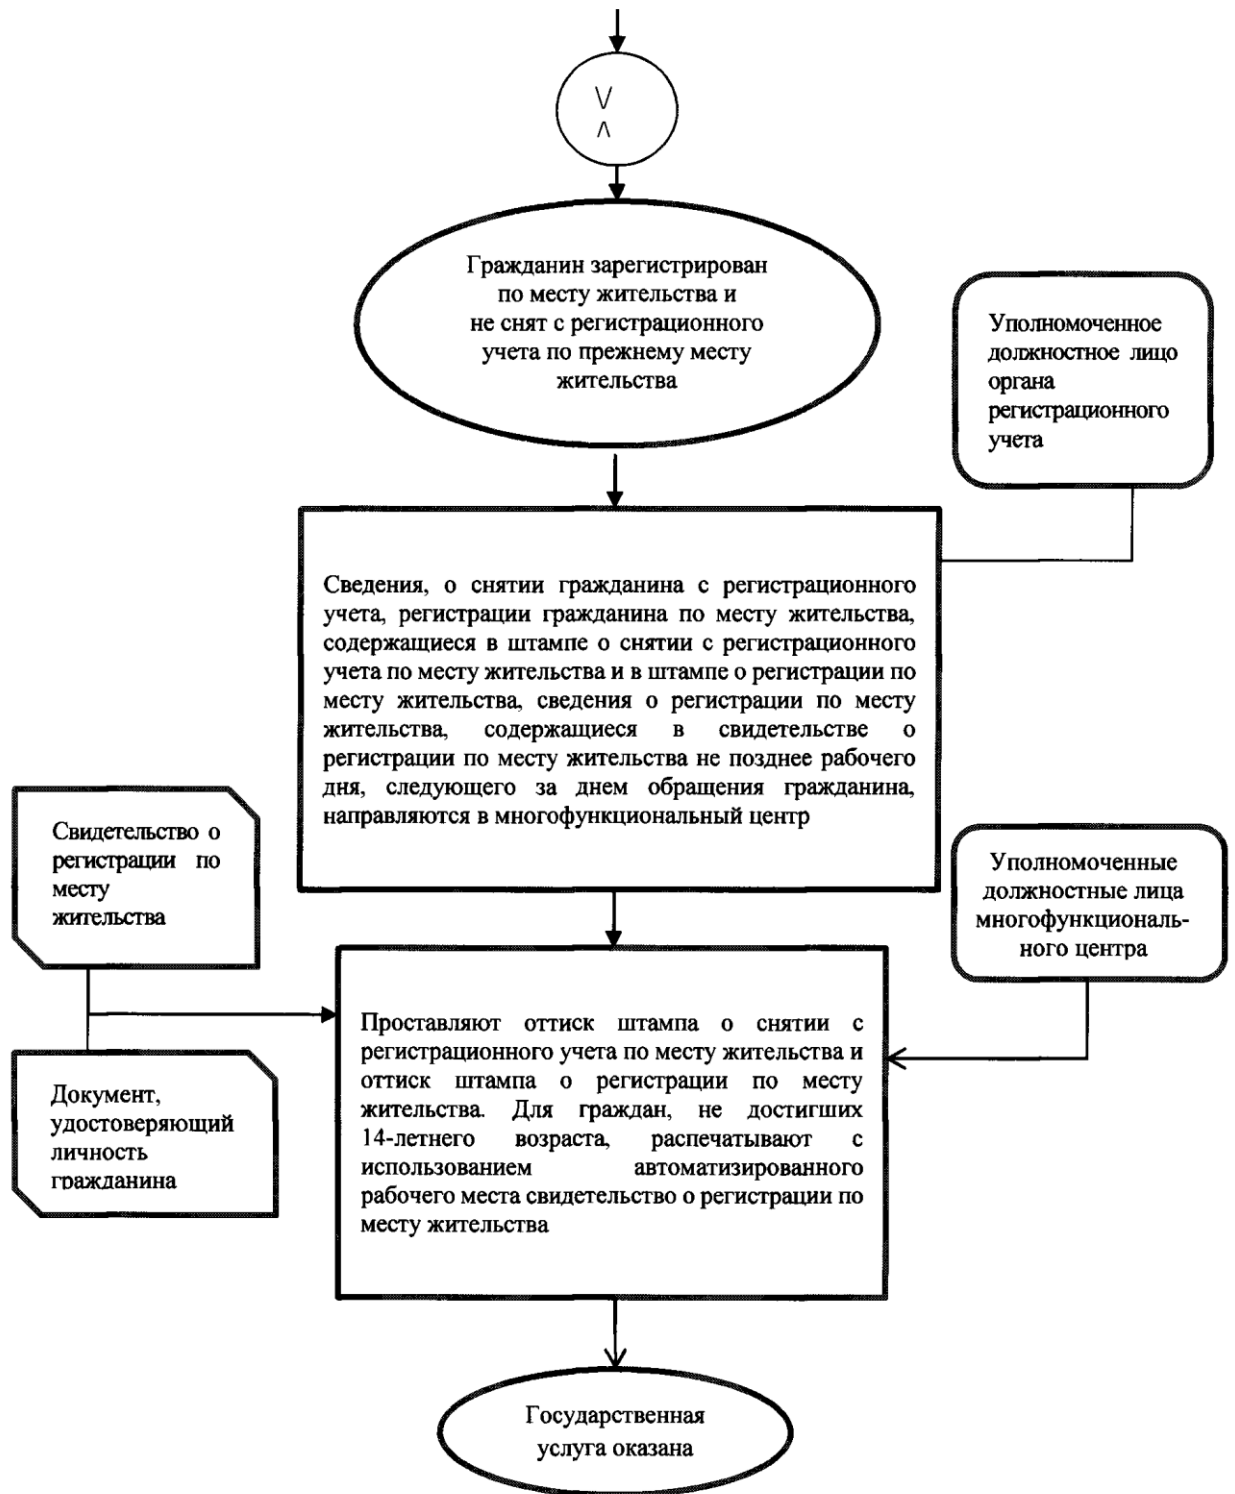 \/
^
Гражданин зарегистрирован
по месту жительства и
не снят с регистрационного
учета по прежнему месту
жительства
Уполномоченное
должностное лицо
органа
регистрационного
учета
Сведения, о снятии гражданина с регистрационного
учета, регистрации гражданина по месту жительства,
содержащиеся в штампе о снятии с регистрационного
учета по месту жительства и в штампе о регистрации по
месту жительства, сведения о регистрации по месту
жительства, содержащиеся в свидетельстве о
регистрации по месту жительства не позднее рабочего
дня, следующего за днем обращения гражданина,
направляются в многофункциональный центр
Свидетельство о
регистрации по
месту
жительства
Уполномоченные
должностные лица
многофункциональ-
ного центра
Проставляют оттиск штампа о снятии с
регистрационного учета по месту жительства и
оттиск штампа о регистрации по месту
жительства. Для граждан, не достигших
14-летнего возраста, распечатывают с
использованием автоматизированного
рабочего места свидетельство о регистрации по
месту жительства
Документ,
удостоверяющий
личность
гражданина
Государственная
услуга оказана